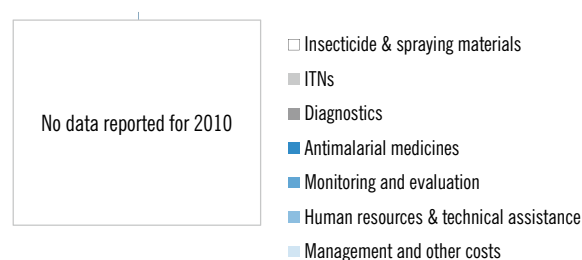 No data reported for 2010
Insecticide & spraying materials
ITNs
Diagnostics
Antimalarial medicines
Monitoring and evaluation
Human resources & technical assistance
Management and other costs